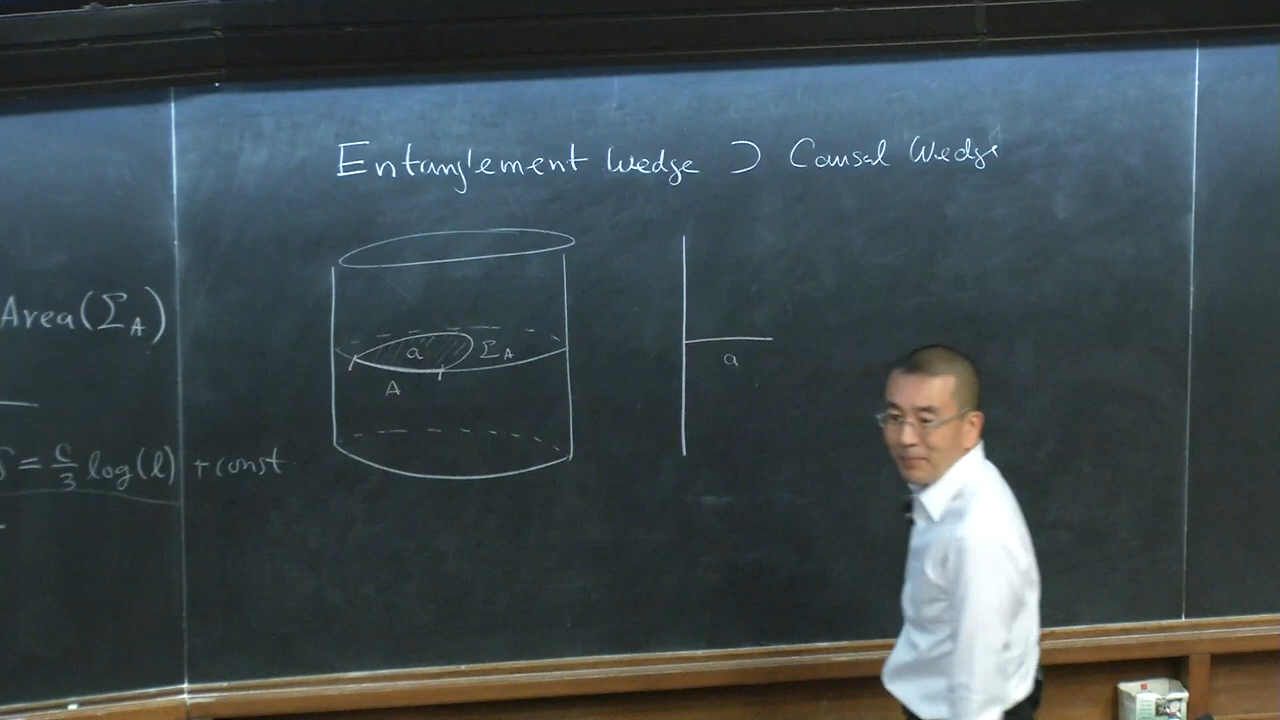 Entanglement Wedge ⊃ Causal Wedge
Area(Σ_A)
a Σ_A
A
a
S = c/3 log(l) + const